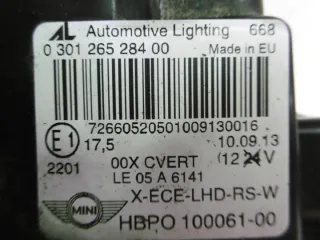 AL Automotive Lighting 668
0 301 265 284 00 Made in EU
72660520501009130016
E1 17,5 10.09.13
2201 00X CVERT (12 24 V)
LE 05 A 6141
MINI X-ECE-LHD-RS-W
HBPO 100061-00